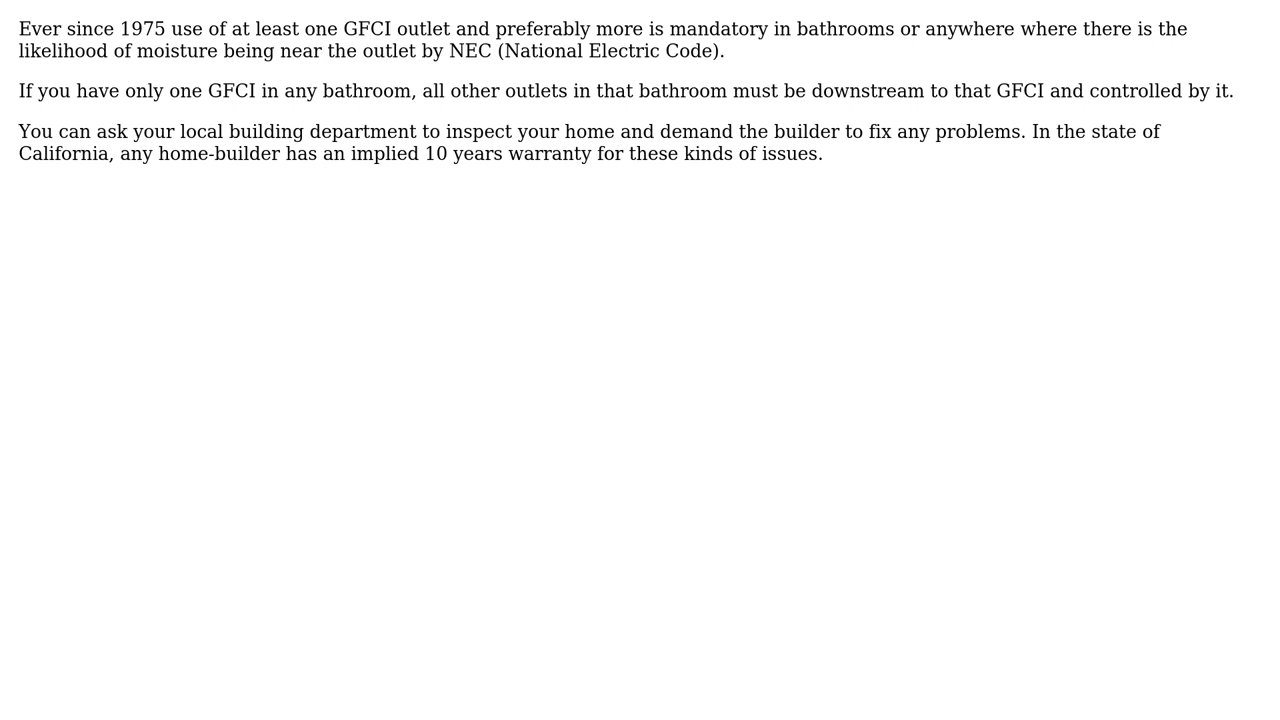 Ever since 1975 use of at least one GFCI outlet and preferably more is mandatory in bathrooms or anywhere where there is the
likelihood of moisture being near the outlet by NEC (National Electric Code).
If you have only one GFCI in any bathroom, all other outlets in that bathroom must be downstream to that GFCI and controlled by it.
You can ask your local building department to inspect your home and demand the builder to fix any problems. In the state of
California, any home-builder has an implied 10 years warranty for these kinds of issues.